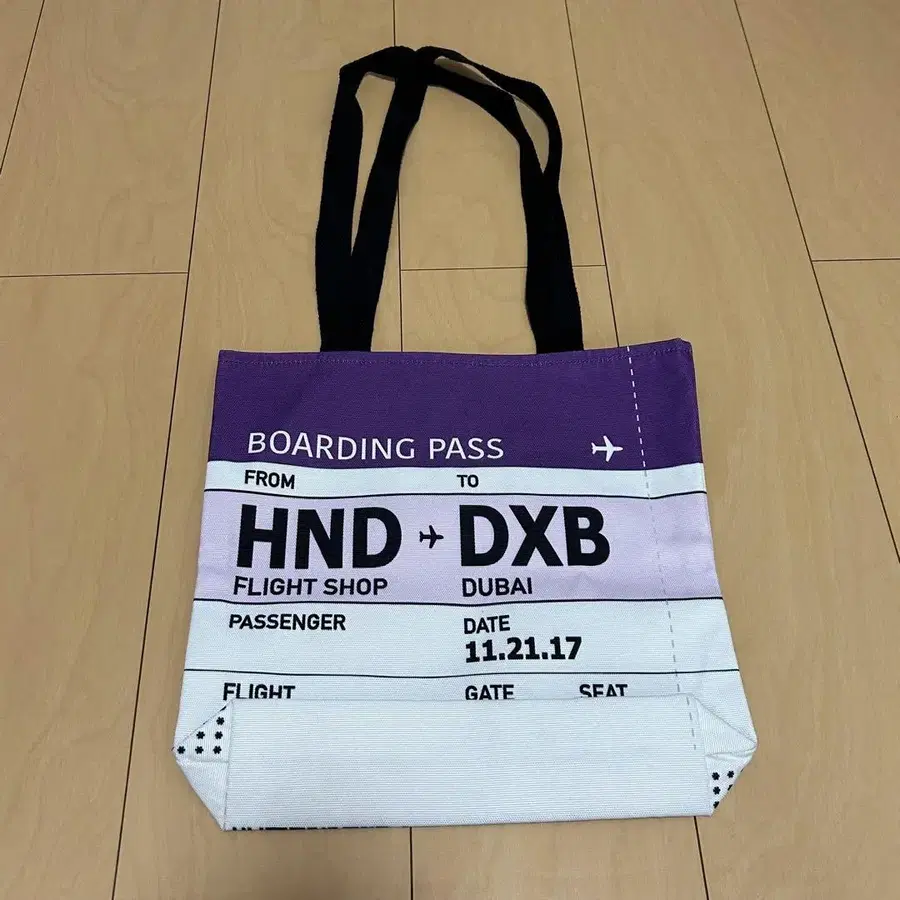 BOARDING PASS
FROM TO
HND DXB
FLIGHT SHOP DUBAI
PASSENGER DATE
11.21.17
FLIGHT GATE SEAT